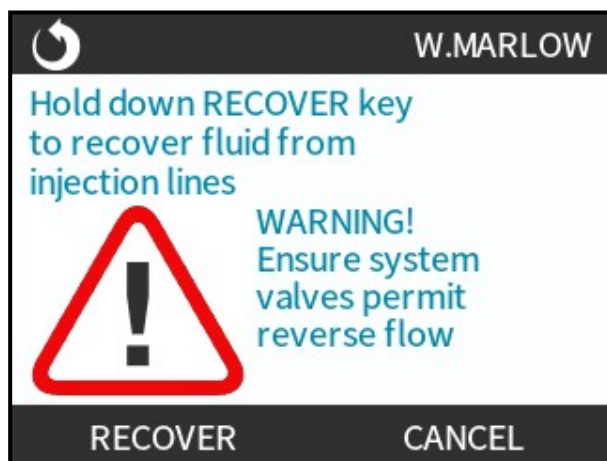 W.MARLOW
Hold down RECOVER key
to recover fluid from
injection lines
WARNING!
Ensure system
valves permit
reverse flow
!
RECOVER CANCEL